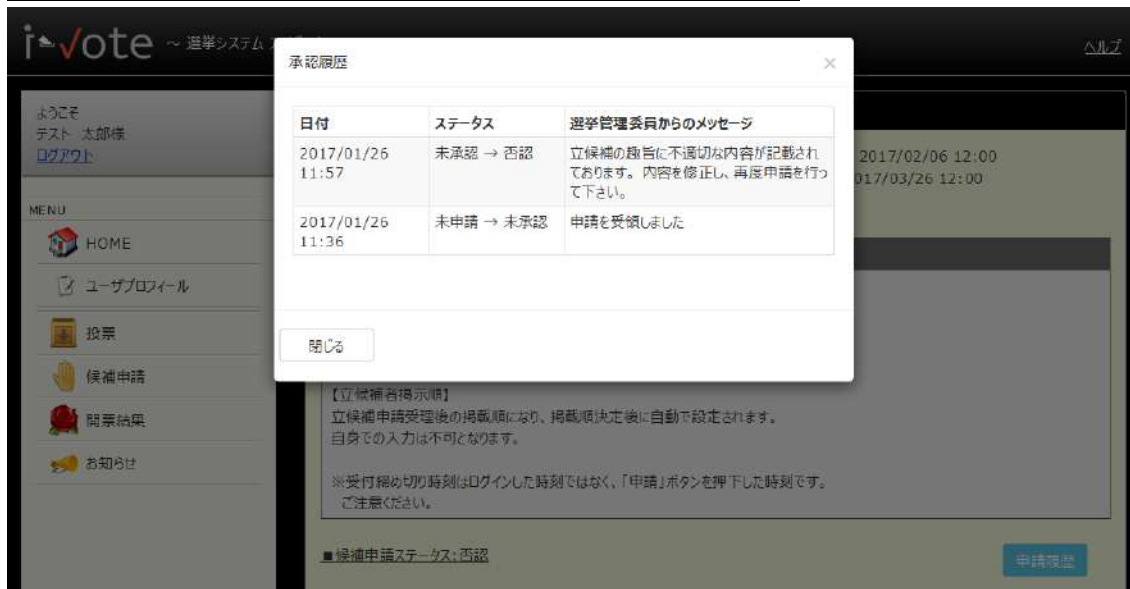 i-vote ～ 選挙システム
ヘルプ
ようこそ
テスト 太郎様
ログアウト
MENU
HOME
ユーザプロフィール
投票
候補申請
開票結果
お知らせ
承認履歴
×
日付 ステータス 選挙管理委員からのメッセージ
2017/01/26 未承認 → 否認 立候補の趣旨に不適切な内容が記載され
11:57 ております。内容を修正し、再度申請を行っ
て下さい。
2017/01/26 未申請 → 未承認 申請を受領しました
11:36
閉じる
2017/02/06 12:00
017/03/26 12:00
【立候補者掲示順】
立候補申請受理後の掲載順になり、掲載順決定後に自動で設定されます。
自身での入力は不可となります。
※受付締め切り時刻はログインした時刻ではなく、「申請」ボタンを押下した時刻です。
ご注意ください。
■候補申請ステータス:否認
申請履歴